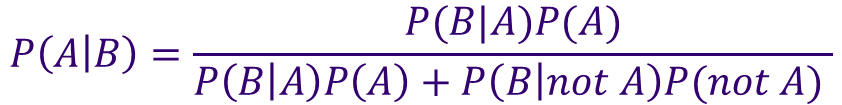 P(A|B) = P(B|A)P(A) / P(B|A)P(A) + P(B|not A)P(not A)